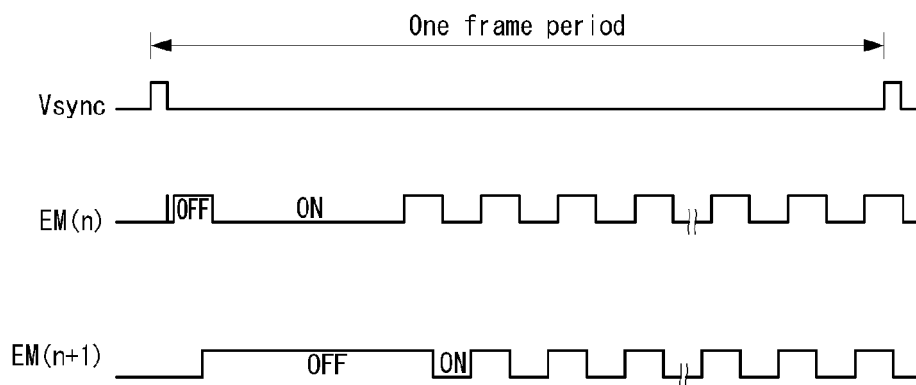 One frame period
Vsync
EM(n)
OFF
ON
EM(n+1)
OFF
ON